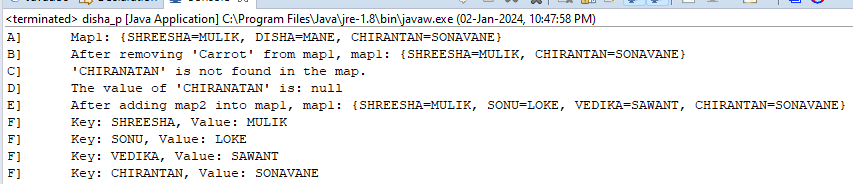 <terminated> disha_p [Java Application] C:\Program Files\Java\jre-1.8\bin\javaw.exe (02-Jan-2024, 10:47:58 PM)
A] Map1: {SHREESHA=MULIK, DISHA=MANE, CHIRANTAN=SONAVANE}
B] After removing 'Carrot' from map1, map1: {SHREESHA=MULIK, CHIRANTAN=SONAVANE}
C] 'CHIRANATAN' is not found in the map.
D] The value of 'CHIRANATAN' is: null
E] After adding map2 into map1, map1: {SHREESHA=MULIK, SONU=LOKE, VEDIKA=SAWANT, CHIRANTAN=SONAVANE}
F] Key: SHREESHA, Value: MULIK
F] Key: SONU, Value: LOKE
F] Key: VEDIKA, Value: SAWANT
F] Key: CHIRANTAN, Value: SONAVANE